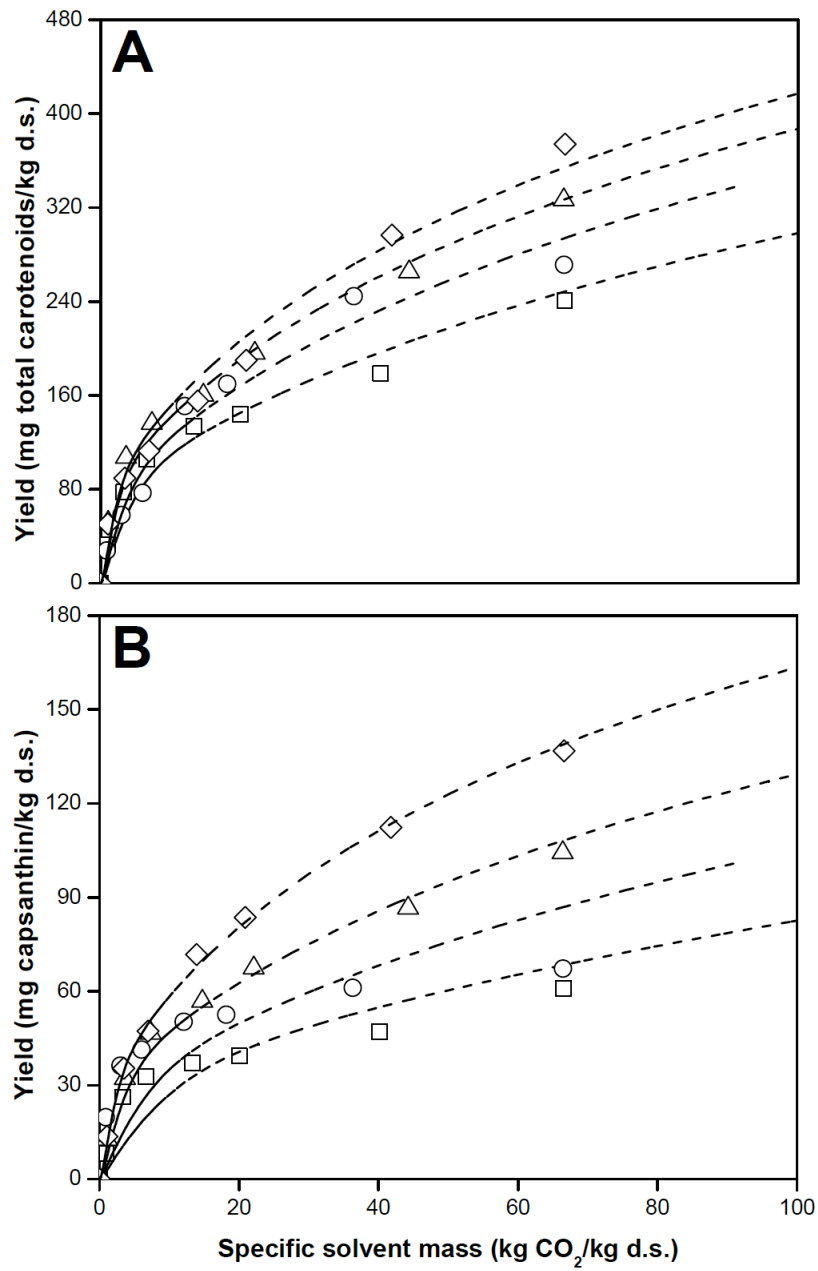 A
480
400
320
240
160
80
0
Yield (mg total carotenoids/kg d.s.)
B
180
150
120
90
60
30
0
Yield (mg capsanthin/kg d.s.)
0 20 40 60 80 100
Specific solvent mass (kg CO₂/kg d.s.)